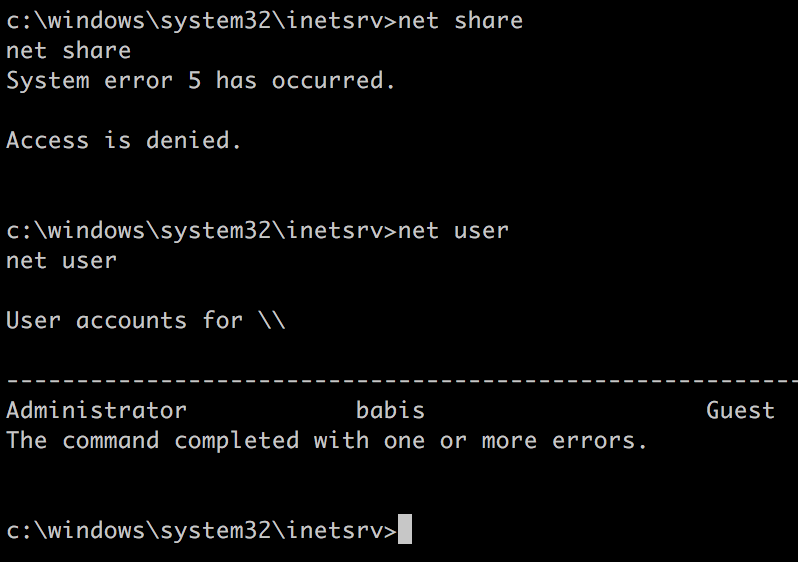 c:\windows\system32\inetsrv>net share
net share
System error 5 has occurred.
Access is denied.
c:\windows\system32\inetsrv>net user
net user
User accounts for \\
---------------------------------------------------------
Administrator babis Guest
The command completed with one or more errors.
c:\windows\system32\inetsrv>